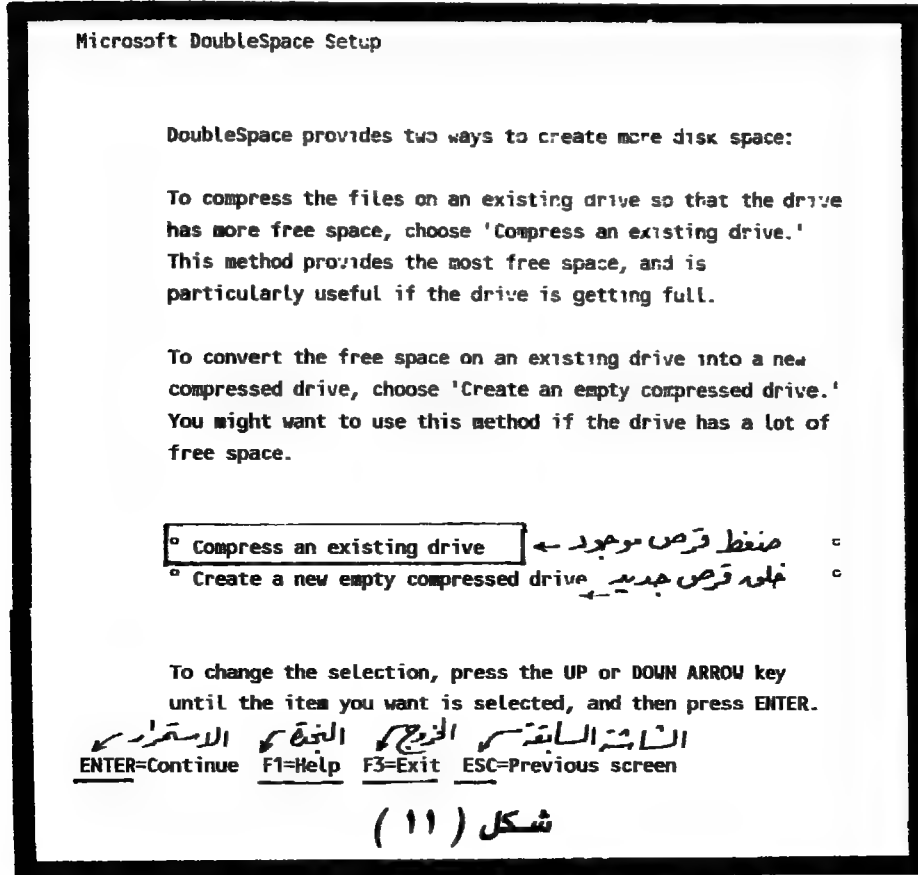 Microsoft DoubleSpace Setup
DoubleSpace provides two ways to create more disk space:
To compress the files on an existing drive so that the drive
has more free space, choose 'Compress an existing drive.'
This method provides the most free space, and is
particularly useful if the drive is getting full.
To convert the free space on an existing drive into a new
compressed drive, choose 'Create an empty compressed drive.'
You might want to use this method if the drive has a lot of
free space.
Compress an existing drive ← ضغط قرص موجود
Create a new empty compressed drive ← خلق قرص جديد
To change the selection, press the UP or DOWN ARROW key
until the item you want is selected, and then press ENTER.
الاستمرار النجدة الخروج الشاشة السابقة
ENTER=Continue F1=Help F3=Exit ESC=Previous screen
شكل ( ١١ )